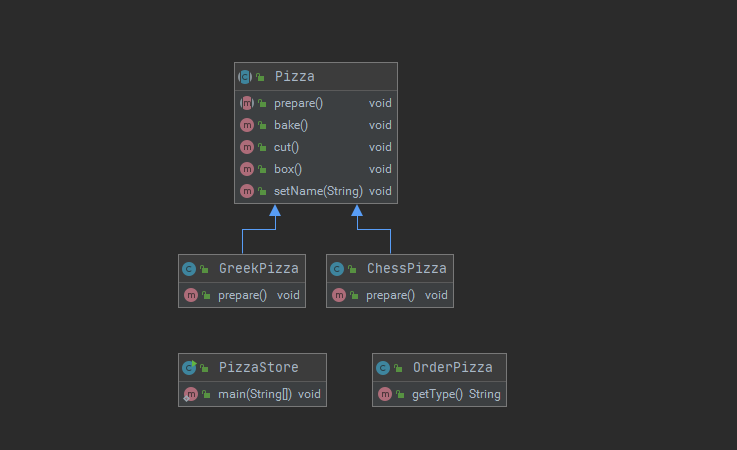 Pizza
prepare() void
bake() void
cut() void
box() void
setName(String) void
GreekPizza
prepare() void
ChessPizza
prepare() void
PizzaStore
main(String[]) void
OrderPizza
getType() String